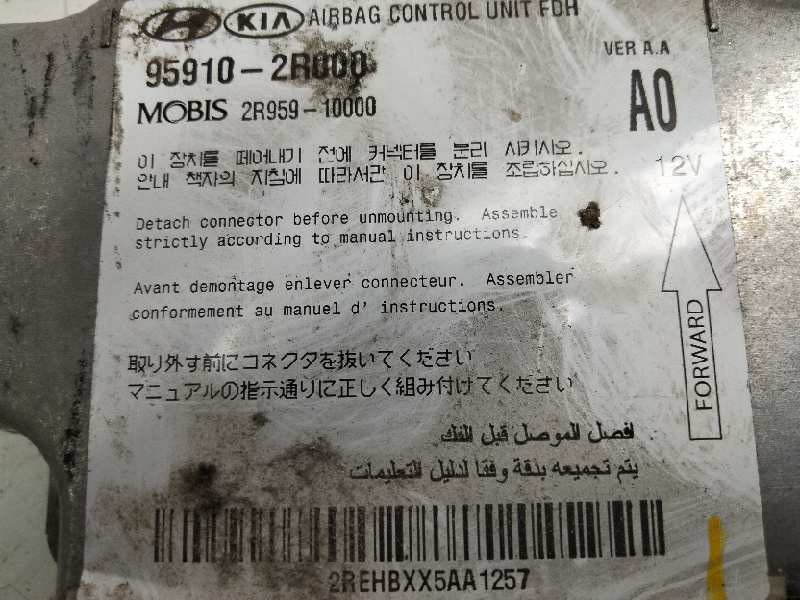 HYUNDAI KIA AIRBAG CONTROL UNIT FDH
95910-2R000
VER A.A
MOBIS 2R959-10000
A0
이 장치를 떼어내기 전에 커넥터를 분리 시키시오.
안내 책자의 지침에 따라서만 이 장치를 조립하십시오.
12V
Detach connector before unmounting. Assemble
strictly according to manual instructions.
Avant demontage enlever connecteur. Assembler
conformement au manuel d' instructions.
取り外す前にコネクタを抜いてください
マニュアルの指示通りに正しく組み付けてください
FORWARD
افصل الموصل قبل الفك
يتم تجميعه بدقة وفقا لدليل التعليمات
2REHBXX5AA1257